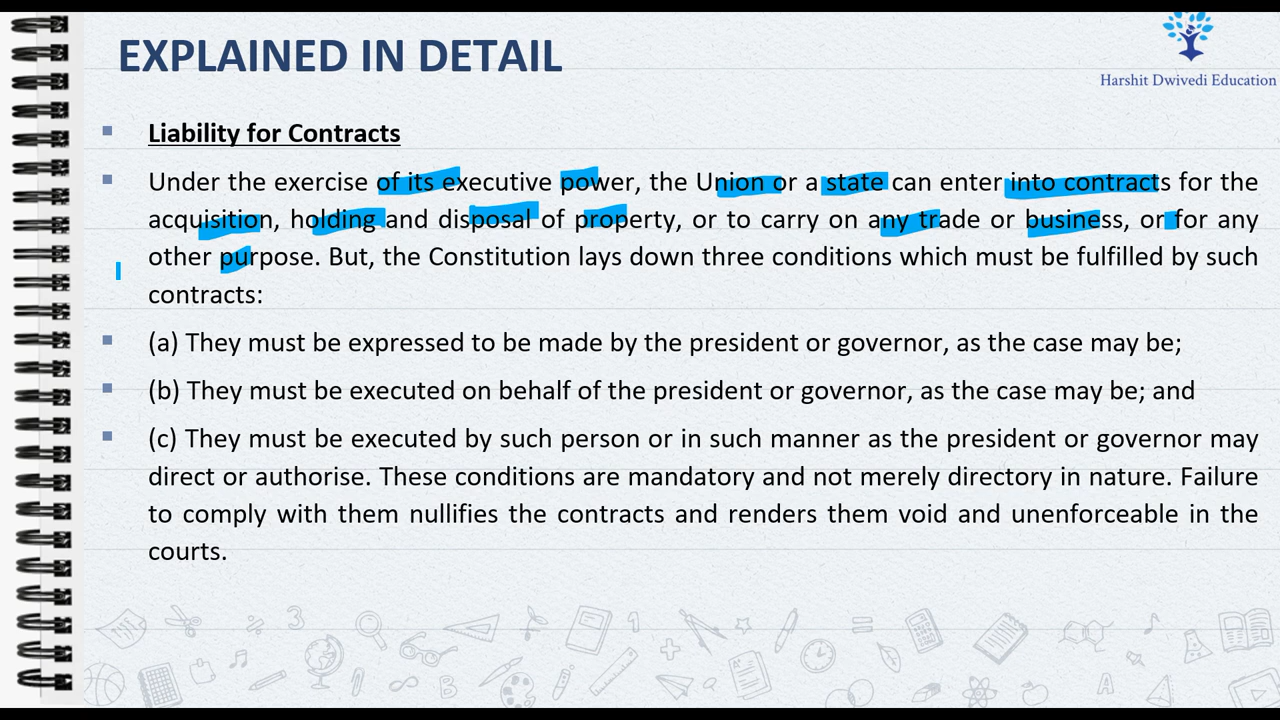 EXPLAINED IN DETAIL
Harshit Dwivedi Education
Liability for Contracts
Under the exercise of its executive power, the Union or a state can enter into contracts for the
acquisition, holding and disposal of property, or to carry on any trade or business, or for any
other purpose. But, the Constitution lays down three conditions which must be fulfilled by such
contracts:
(a) They must be expressed to be made by the president or governor, as the case may be;
(b) They must be executed on behalf of the president or governor, as the case may be; and
(c) They must be executed by such person or in such manner as the president or governor may
direct or authorise. These conditions are mandatory and not merely directory in nature. Failure
to comply with them nullifies the contracts and renders them void and unenforceable in the
courts.